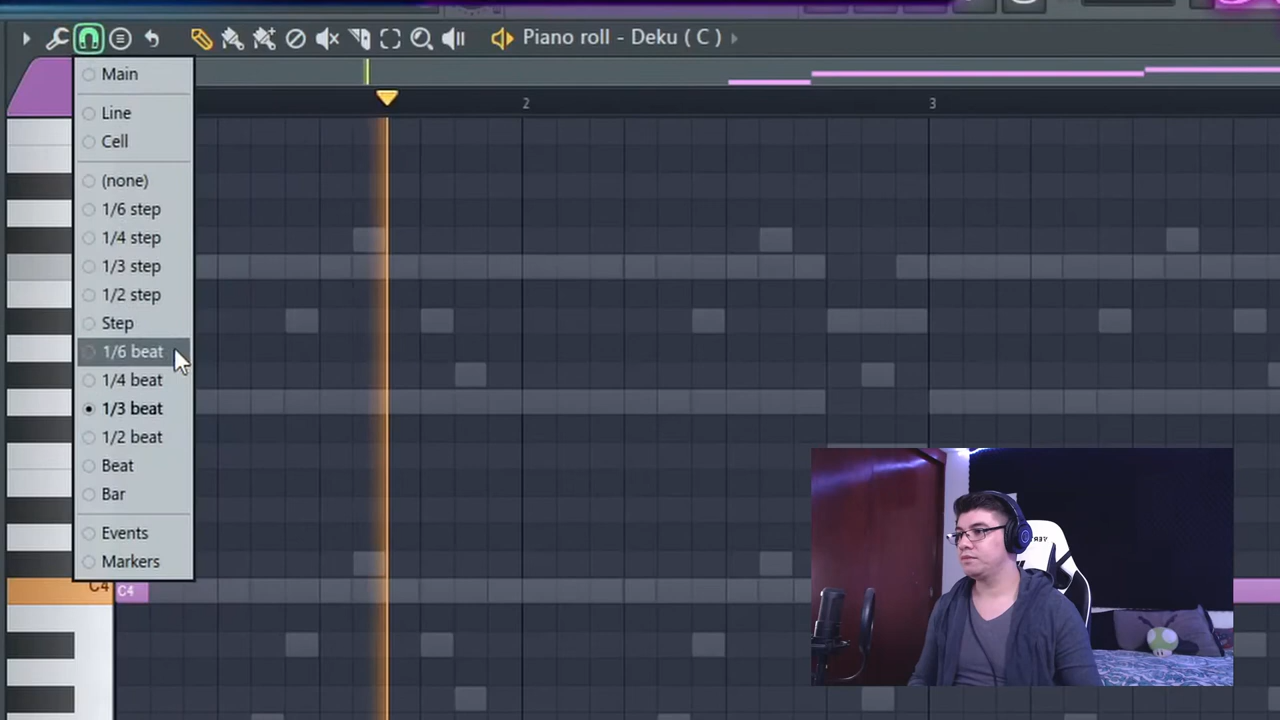 Piano roll - Deku ( C )
Main
2
3
Line
Cell
(none)
1/6 step
1/4 step
1/3 step
1/2 step
Step
1/6 beat
1/4 beat
1/3 beat
1/2 beat
Beat
Bar
Events
Markers
C4
C4